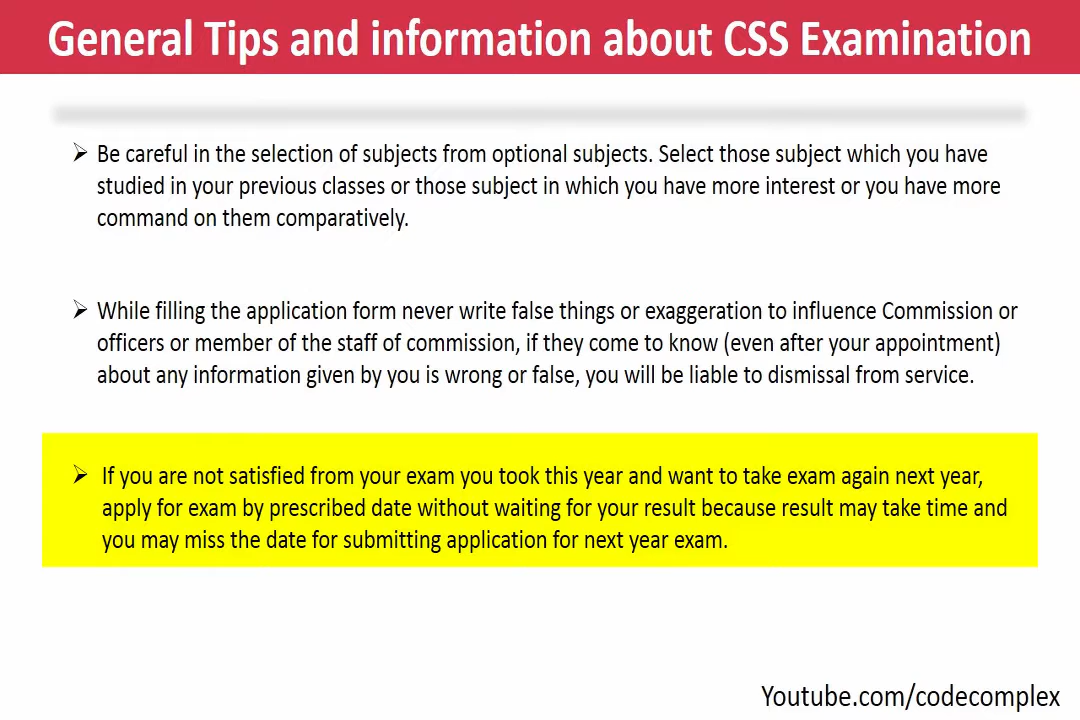 General Tips and information about CSS Examination
➢ Be careful in the selection of subjects from optional subjects. Select those subject which you have
studied in your previous classes or those subject in which you have more interest or you have more
command on them comparatively.
➢ While filling the application form never write false things or exaggeration to influence Commission or
officers or member of the staff of commission, if they come to know (even after your appointment)
about any information given by you is wrong or false, you will be liable to dismissal from service.
➢ If you are not satisfied from your exam you took this year and want to take exam again next year,
apply for exam by prescribed date without waiting for your result because result may take time and
you may miss the date for submitting application for next year exam.
Youtube.com/codecomplex